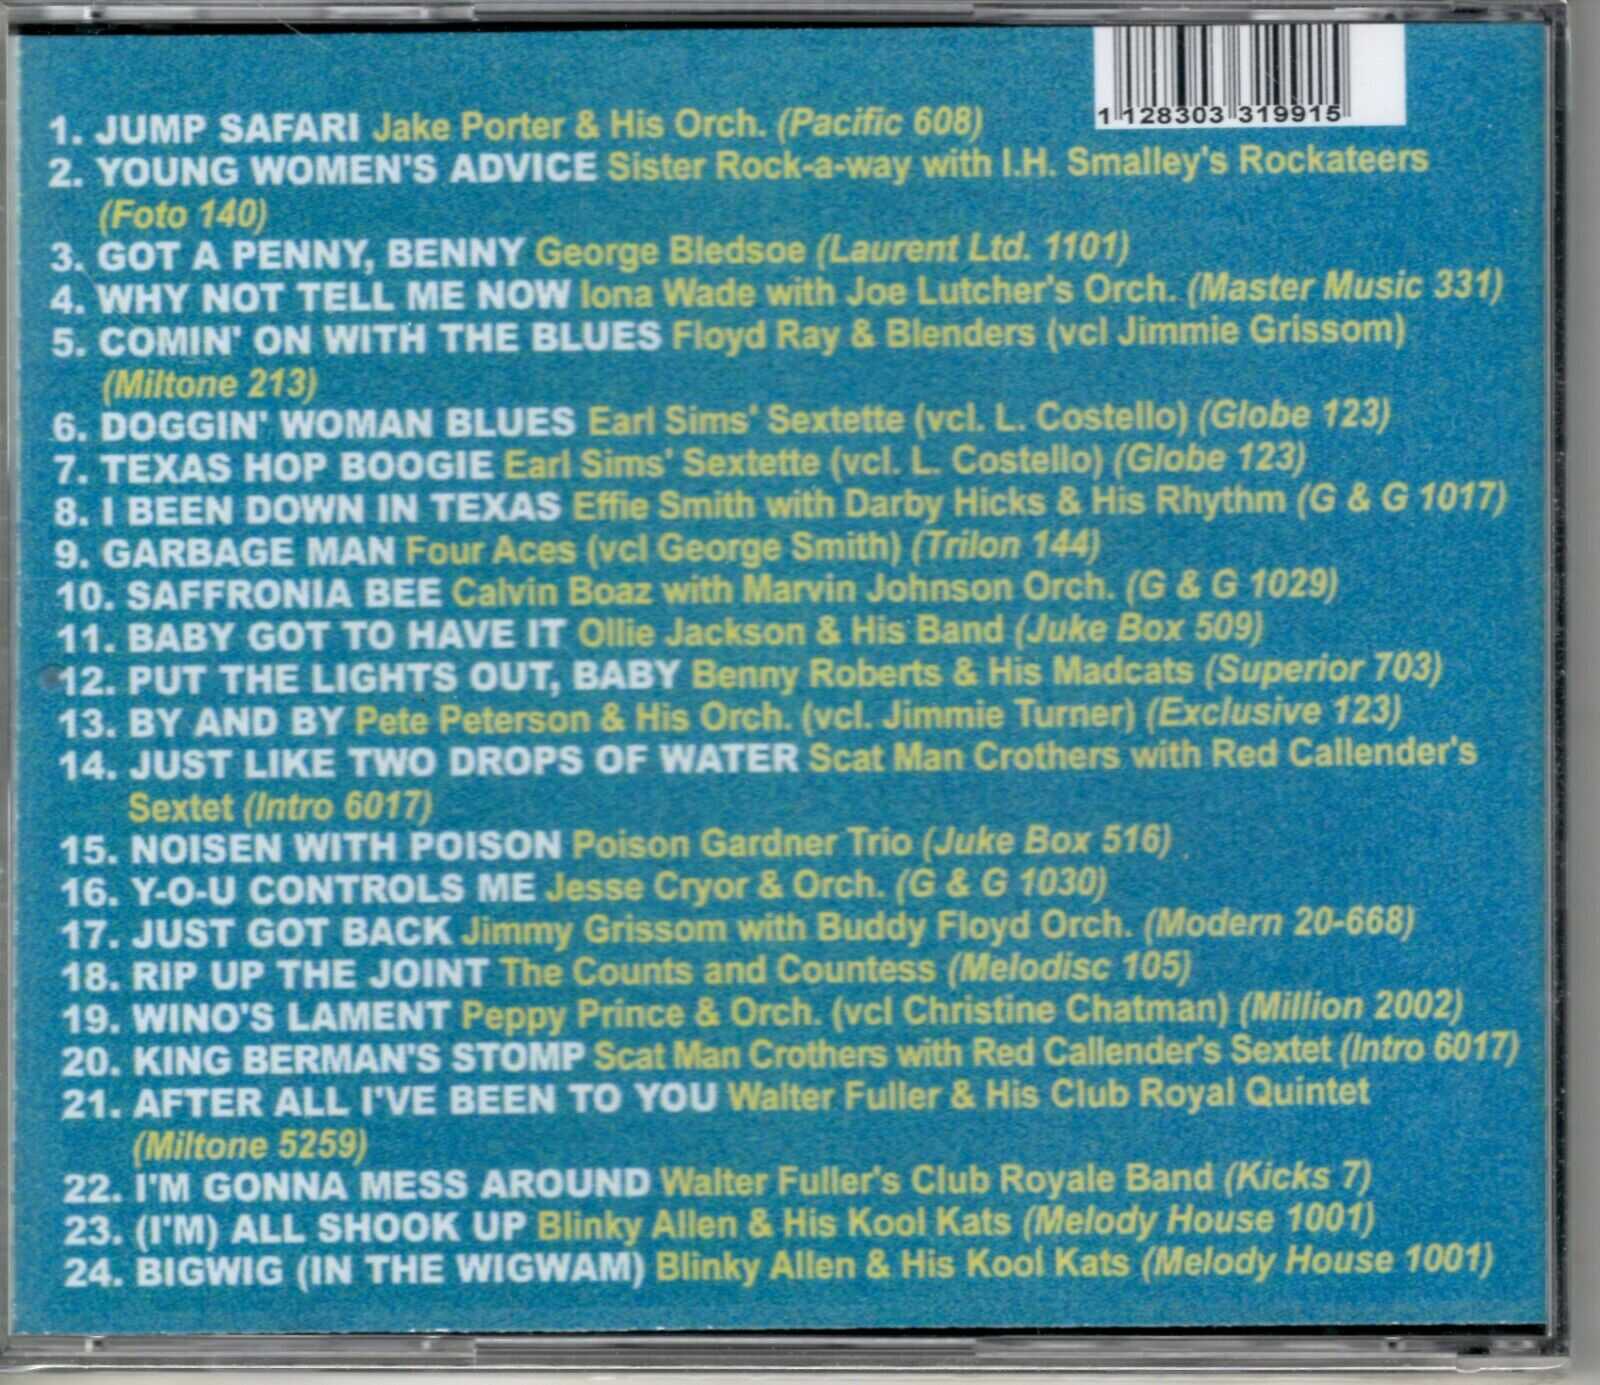 1 128303 319915
1. JUMP SAFARI Jake Porter & His Orch. (Pacific 608)
2. YOUNG WOMEN'S ADVICE Sister Rock-a-way with I.H. Smalley's Rockateers
(Foto 140)
3. GOT A PENNY, BENNY George Bledsoe (Laurent Ltd. 1101)
4. WHY NOT TELL ME NOW Iona Wade with Joe Lutcher's Orch. (Master Music 331)
5. COMIN' ON WITH THE BLUES Floyd Ray & Blenders (vcl Jimmie Grissom)
(Miltone 213)
6. DOGGIN' WOMAN BLUES Earl Sims' Sextette (vcl. L. Costello) (Globe 123)
7. TEXAS HOP BOOGIE Earl Sims' Sextette (vcl. L. Costello) (Globe 123)
8. I BEEN DOWN IN TEXAS Effie Smith with Darby Hicks & His Rhythm (G & G 1017)
9. GARBAGE MAN Four Aces (vcl George Smith) (Trilon 144)
10. SAFFRONIA BEE Calvin Boaz with Marvin Johnson Orch. (G & G 1029)
11. BABY GOT TO HAVE IT Ollie Jackson & His Band (Juke Box 509)
12. PUT THE LIGHTS OUT, BABY Benny Roberts & His Madcats (Superior 703)
13. BY AND BY Pete Peterson & His Orch. (vcl. Jimmie Turner) (Exclusive 123)
14. JUST LIKE TWO DROPS OF WATER Scat Man Crothers with Red Callender's
Sextet (Intro 6017)
15. NOISEN WITH POISON Poison Gardner Trio (Juke Box 516)
16. Y-O-U CONTROLS ME Jesse Cryor & Orch. (G & G 1030)
17. JUST GOT BACK Jimmy Grissom with Buddy Floyd Orch. (Modern 20-668)
18. RIP UP THE JOINT The Counts and Countess (Melodisc 105)
19. WINO'S LAMENT Peppy Prince & Orch. (vcl Christine Chatman) (Million 2002)
20. KING BERMAN'S STOMP Scat Man Crothers with Red Callender's Sextet (Intro 6017)
21. AFTER ALL I'VE BEEN TO YOU Walter Fuller & His Club Royal Quintet
(Miltone 5259)
22. I'M GONNA MESS AROUND Walter Fuller's Club Royale Band (Kicks 7)
23. (I'M) ALL SHOOK UP Blinky Allen & His Kool Kats (Melody House 1001)
24. BIGWIG (IN THE WIGWAM) Blinky Allen & His Kool Kats (Melody House 1001)